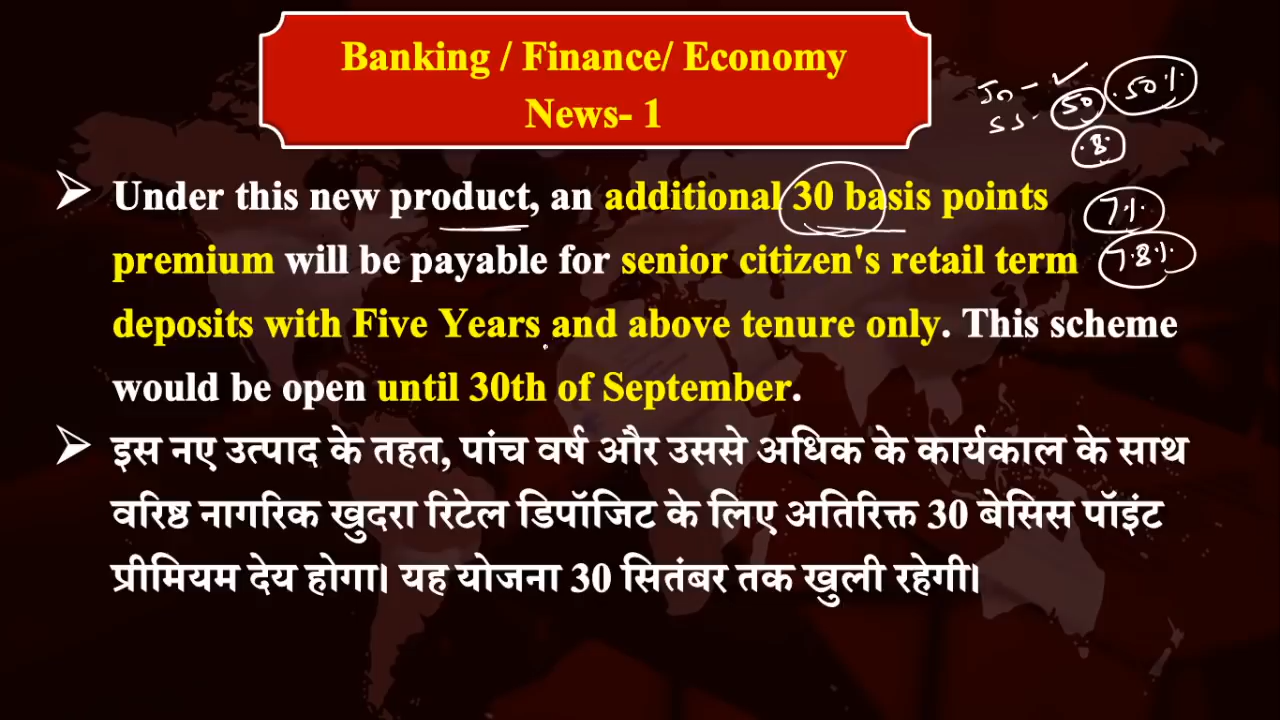 Banking / Finance/ Economy
News- 1
50 .50%
.8.
➢ Under this new product, an additional 30 basis points
7%
premium will be payable for senior citizen's retail term
7.8%
deposits with Five Years and above tenure only. This scheme
would be open until 30th of September.
➢ इस नए उत्पाद के तहत, पांच वर्ष और उससे अधिक के कार्यकाल के साथ
वरिष्ठ नागरिक खुदरा रिटेल डिपॉजिट के लिए अतिरिक्त 30 बेसिस पॉइंट
प्रीमियम देय होगा। यह योजना 30 सितंबर तक खुली रहेगी।